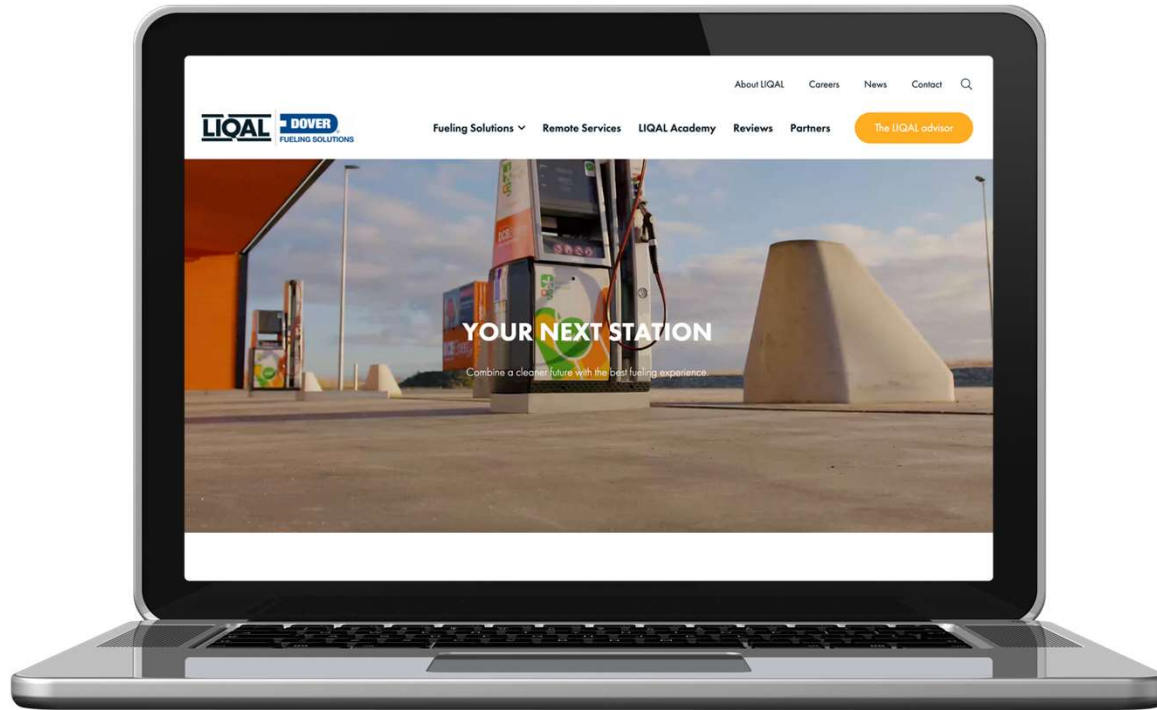 About LIQAL Careers News Contact
LIQAL DOVER
FUELING SOLUTIONS
Fueling Solutions Remote Services LIQAL Academy Reviews Partners The LIQAL advisor
YOUR NEXT STATION
Combine a cleaner future with the best fueling experience.